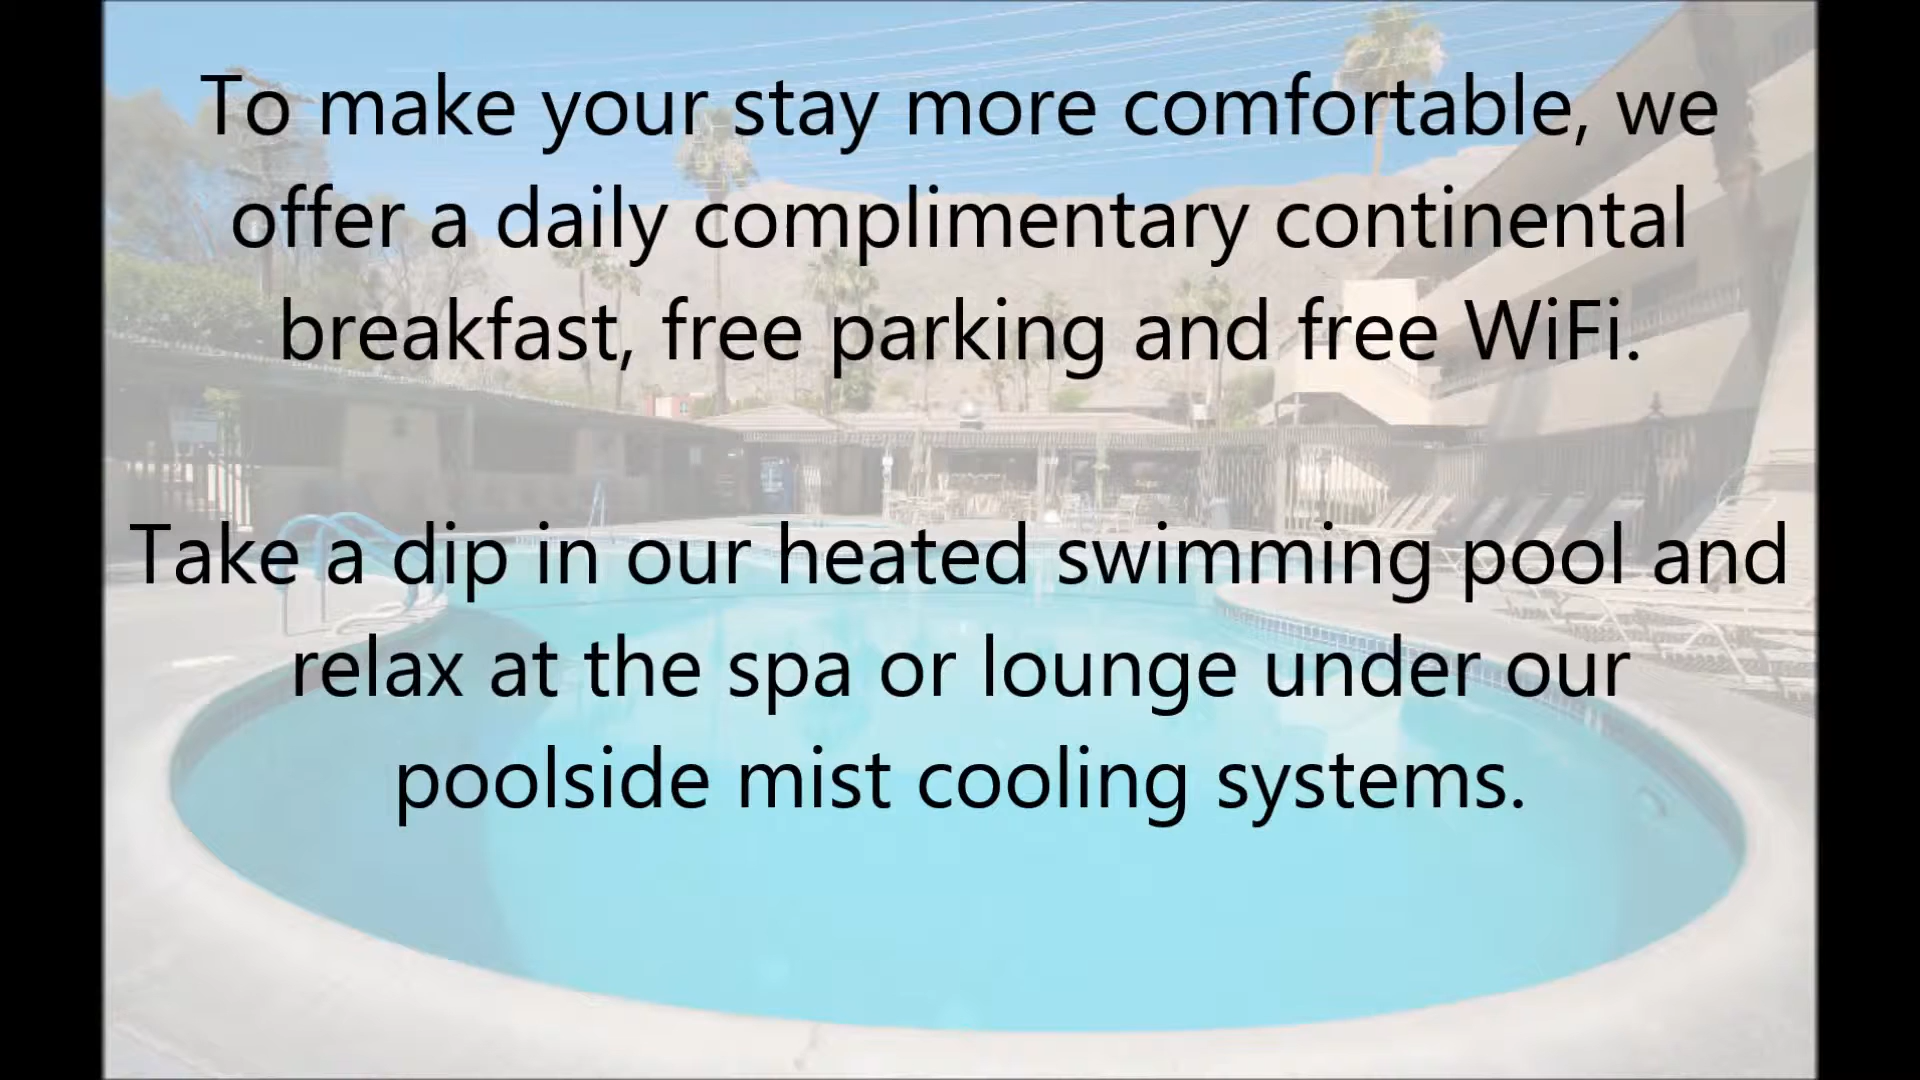 To make your stay more comfortable, we
offer a daily complimentary continental
breakfast, free parking and free WiFi.
Take a dip in our heated swimming pool and
relax at the spa or lounge under our
poolside mist cooling systems.